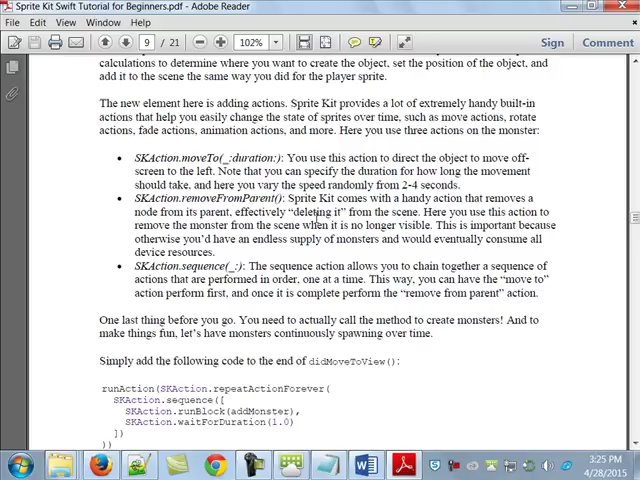 Sprite Kit Swift Tutorial for Beginners.pdf - Adobe Reader
File Edit View Window Help
9 / 21 102% Sign Comment
calculations to determine where you want to create the object, set the position of the object, and
add it to the scene the same way you did for the player sprite.
The new element here is adding actions. Sprite Kit provides a lot of extremely handy built-in
actions that help you easily change the state of sprites over time, such as move actions, rotate
actions, fade actions, animation actions, and more. Here you use three actions on the monster:
• SKAction.moveTo(_:duration:): You use this action to direct the object to move off-
screen to the left. Note that you can specify the duration for how long the movement
should take, and here you vary the speed randomly from 2-4 seconds.
• SKAction.removeFromParent(): Sprite Kit comes with a handy action that removes a
node from its parent, effectively “deleting it” from the scene. Here you use this action to
remove the monster from the scene when it is no longer visible. This is important because
otherwise you’d have an endless supply of monsters and would eventually consume all
device resources.
• SKAction.sequence(_:): The sequence action allows you to chain together a sequence of
actions that are performed in order, one at a time. This way, you can have the “move to”
action perform first, and once it is complete perform the “remove from parent” action.
One last thing before you go. You need to actually call the method to create monsters! And to
make things fun, let’s have monsters continuously spawning over time.
Simply add the following code to the end of didMoveToView():
runAction(SKAction.repeatActionForever(
SKAction.sequence([
SKAction.runBlock(addMonster),
SKAction.waitForDuration(1.0)
])
))
3:25 PM
4/28/2015